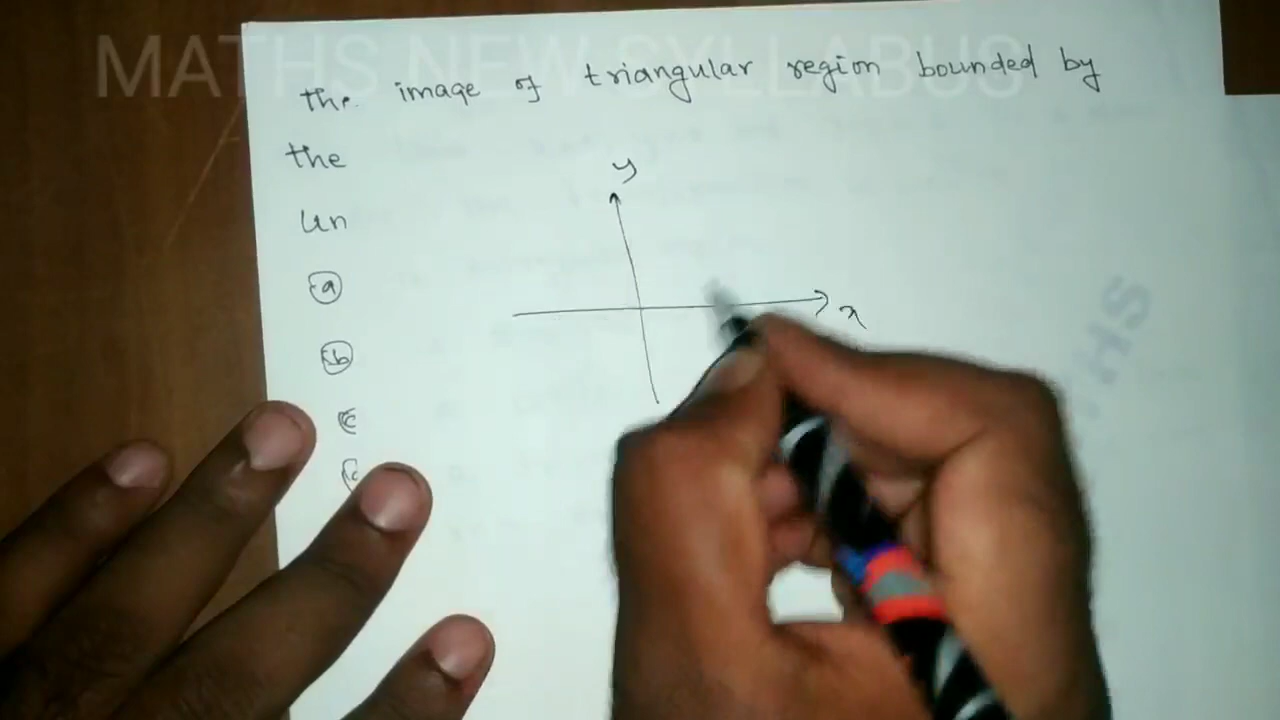 MATHS NEW SYLLABUS
the image of triangular region bounded by
the
un
(a)
(b)
y
x